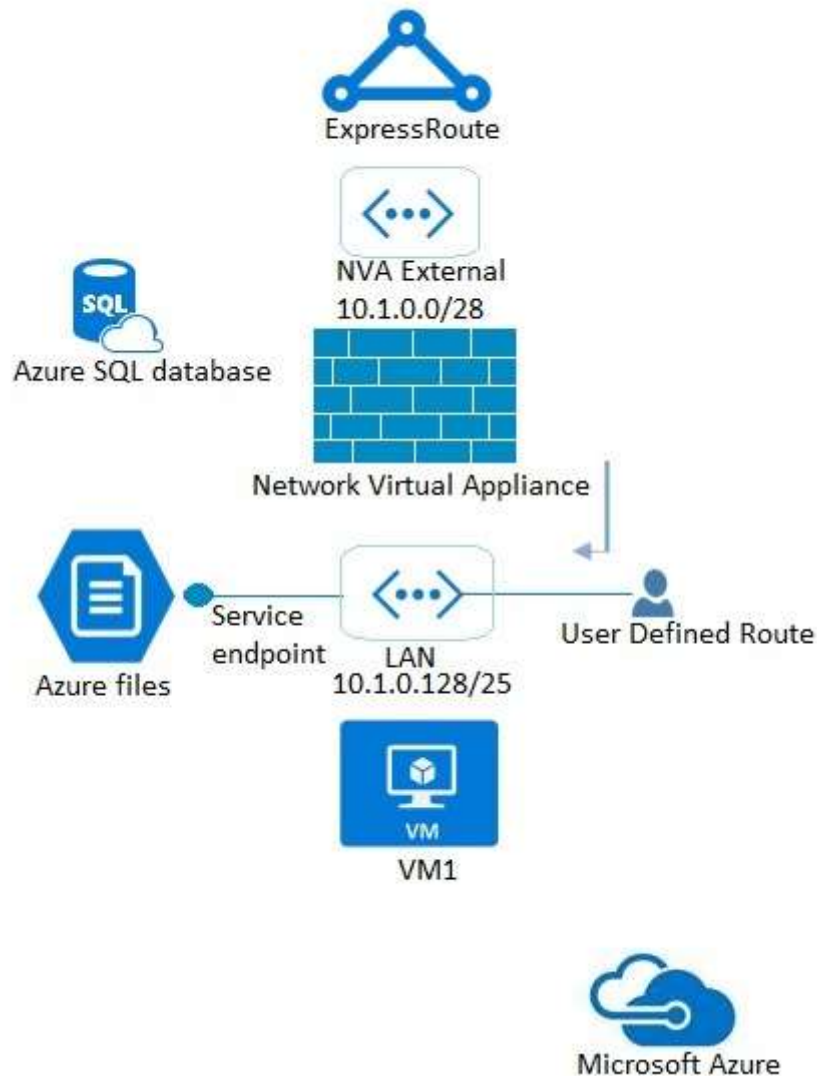 ExpressRoute
NVA External
10.1.0.0/28
SQL
Azure SQL database
Network Virtual Appliance
Service
endpoint
User Defined Route
LAN
10.1.0.128/25
Azure files
VM
VM1
Microsoft Azure